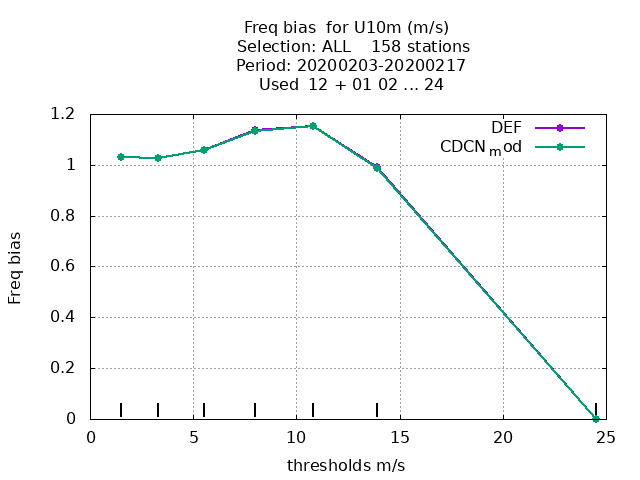 Freq bias  for U10m (m/s)
Selection: ALL    158 stations
Period: 20200203-20200217
Used  12 + 01 02 ... 24
DEF
CDCNmod
1.2
1
0.8
0.6
0.4
0.2
0
Freq bias
0 5 10 15 20 25
thresholds m/s